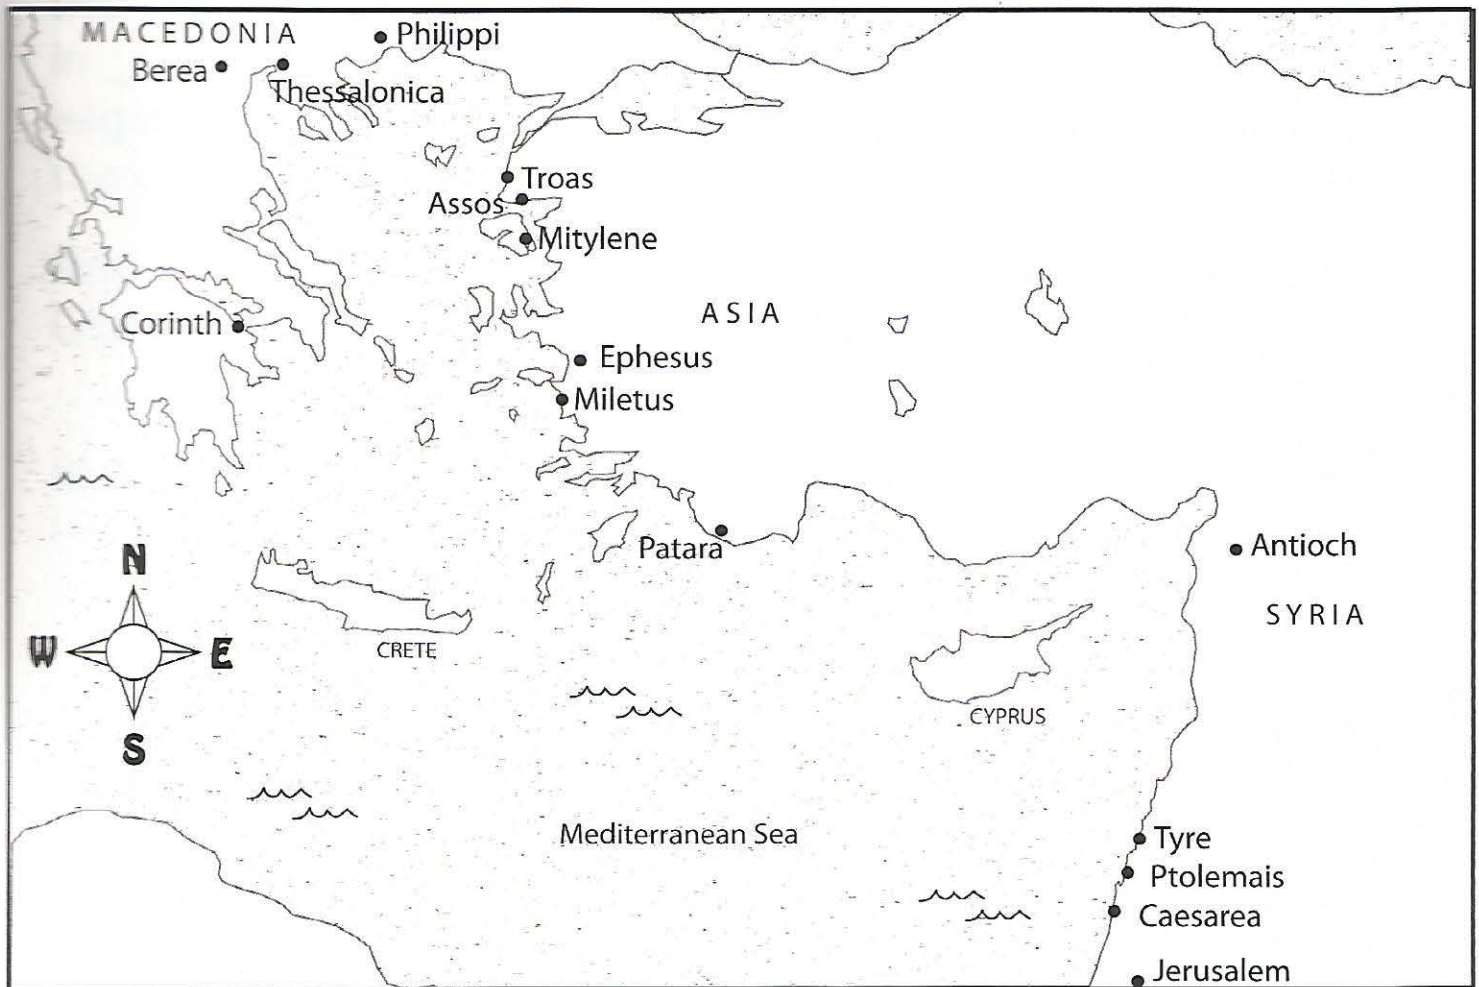 MACEDONIA
Philippi
Berea
Thessalonica
Troas
Assos
Mitylene
ASIA
Corinth
Ephesus
Miletus
Patara
Antioch
SYRIA
N
W
E
S
CRETE
CYPRUS
Mediterranean Sea
Tyre
Ptolemais
Caesarea
Jerusalem